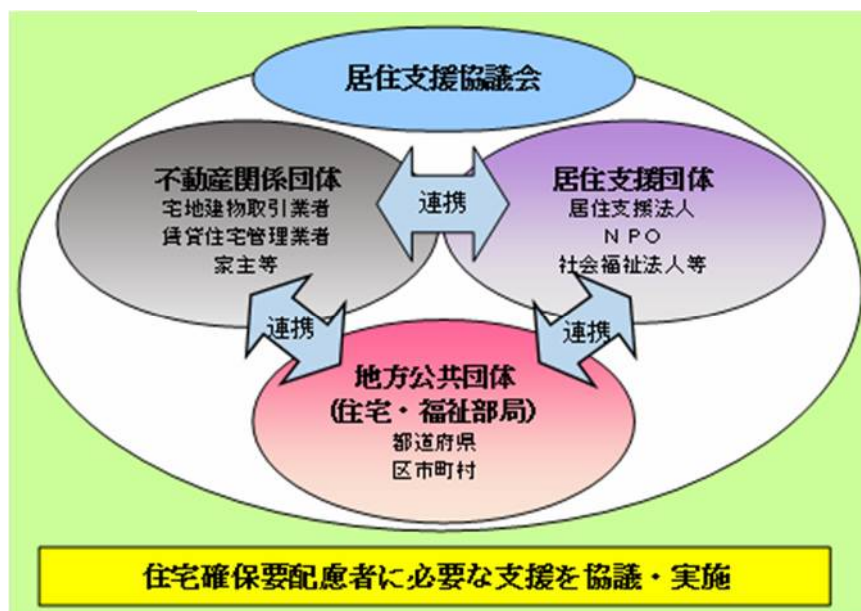 居住支援協議会
不動産関係団体
宅地建物取引業者
賃貸住宅管理業者
家主等
連携
居住支援団体
居住支援法人
ＮＰＯ
社会福祉法人等
連携
連携
地方公共団体
(住宅・福祉部局)
都道府県
区市町村
住宅確保要配慮者に必要な支援を協議・実施